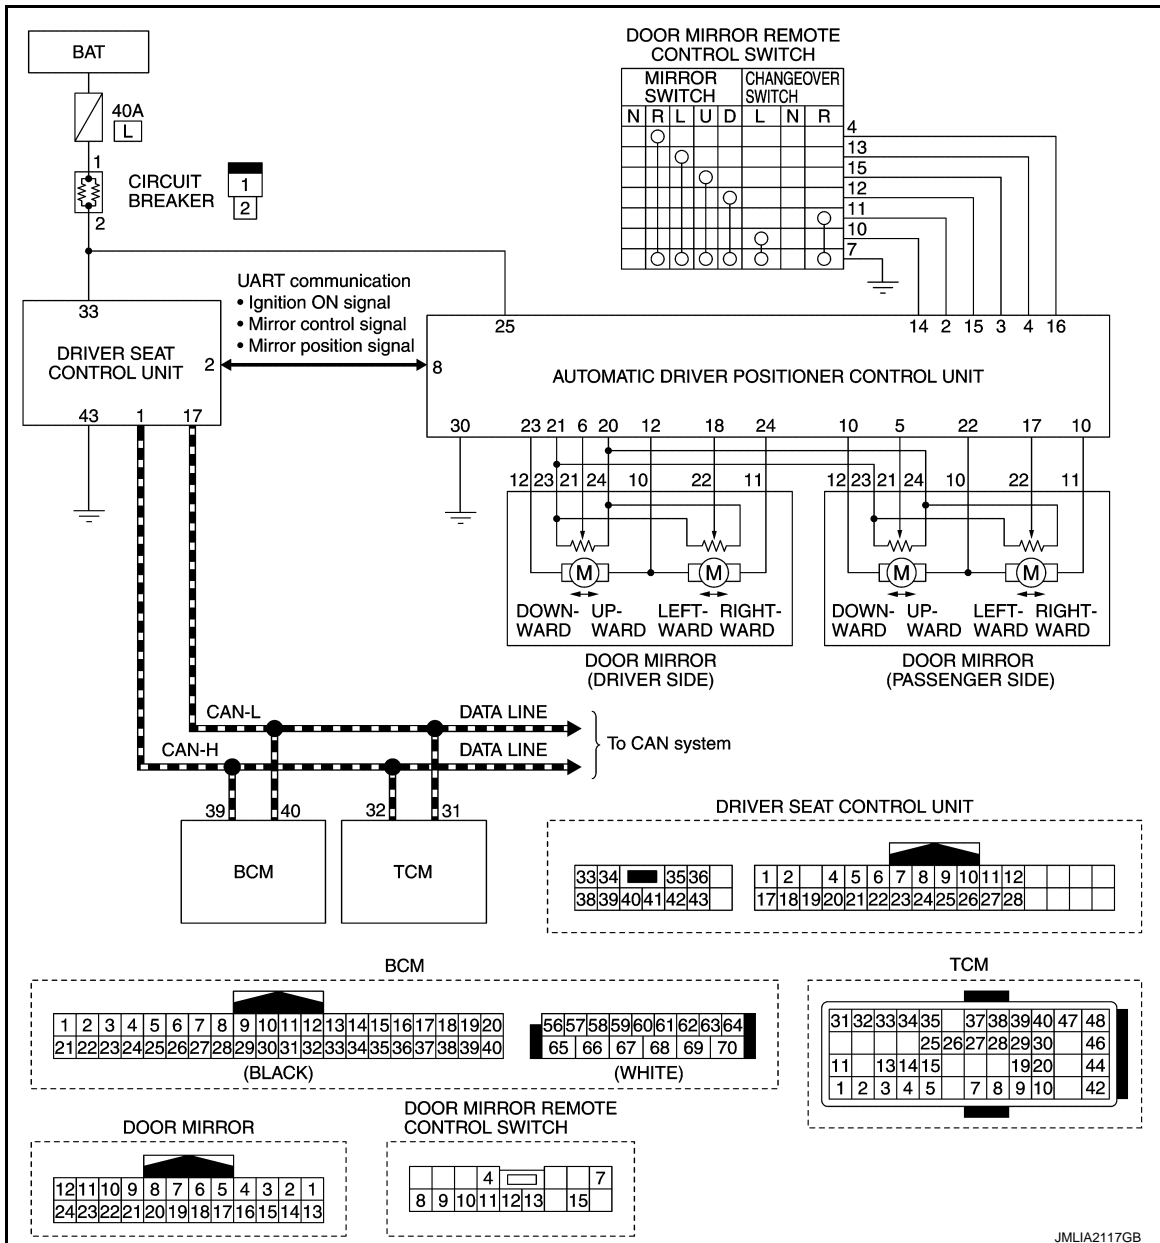 BAT
40A
L
1
2
CIRCUIT
BREAKER
1
2
DOOR MIRROR REMOTE
CONTROL SWITCH
MIRROR
SWITCH
CHANGEOVER
SWITCH
N R L U D L N R
4
13
15
12
11
10
7
UART communication
• Ignition ON signal
• Mirror control signal
• Mirror position signal
33
DRIVER SEAT
CONTROL UNIT
2
43 1 17
25 14 2 15 3 4 16
8
AUTOMATIC DRIVER POSITIONER CONTROL UNIT
30 23 21 6 20 12 18 24 10 5 22 17 10
12 23 21 24 10 22 11
12 23 21 24 10 22 11
M M M M
DOWN- UP- LEFT- RIGHT-
WARD WARD WARD WARD
DOWN- UP- LEFT- RIGHT-
WARD WARD WARD WARD
DOOR MIRROR
(DRIVER SIDE)
DOOR MIRROR
(PASSENGER SIDE)
CAN-L DATA LINE
CAN-H DATA LINE
To CAN system
39 40 32 31
BCM
TCM
DRIVER SEAT CONTROL UNIT
33 34 35 36
38 39 40 41 42 43
1 2 4 5 6 7 8 9 10 11 12
17 18 19 20 21 22 23 24 25 26 27 28
BCM
1 2 3 4 5 6 7 8 9 10 11 12 13 14 15 16 17 18 19 20
21 22 23 24 25 26 27 28 29 30 31 32 33 34 35 36 37 38 39 40
(BLACK)
56 57 58 59 60 61 62 63 64
65 66 67 68 69 70
(WHITE)
TCM
31 32 33 34 35 37 38 39 40 47 48
25 26 27 28 29 30 46
11 13 14 15 19 20 44
1 2 3 4 5 7 8 9 10 42
DOOR MIRROR
12 11 10 9 8 7 6 5 4 3 2 1
24 23 22 21 20 19 18 17 16 15 14 13
DOOR MIRROR REMOTE
CONTROL SWITCH
4 7
8 9 10 11 12 13 15
JMLIA2117GB